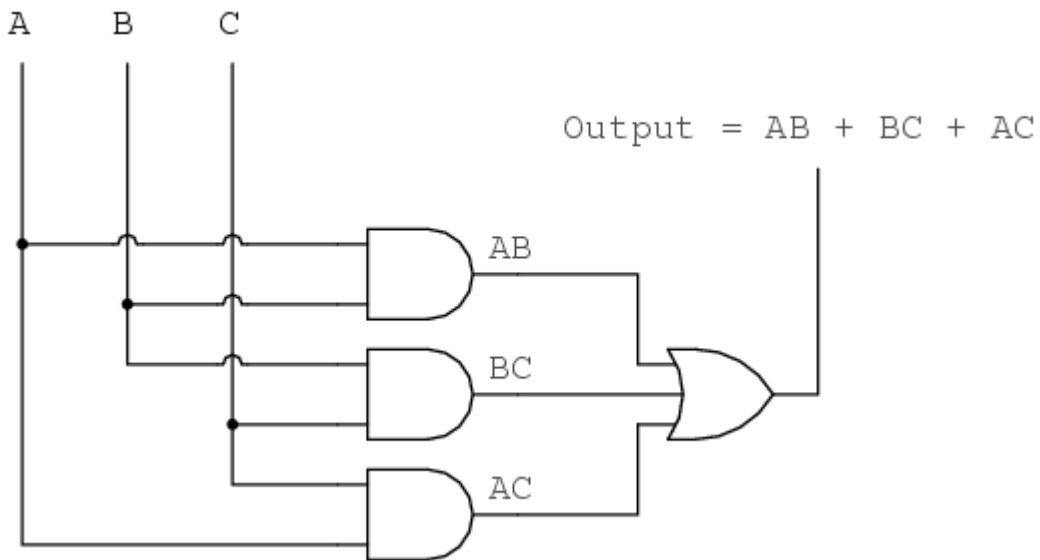 A B C
Output = AB + BC + AC
AB
BC
AC